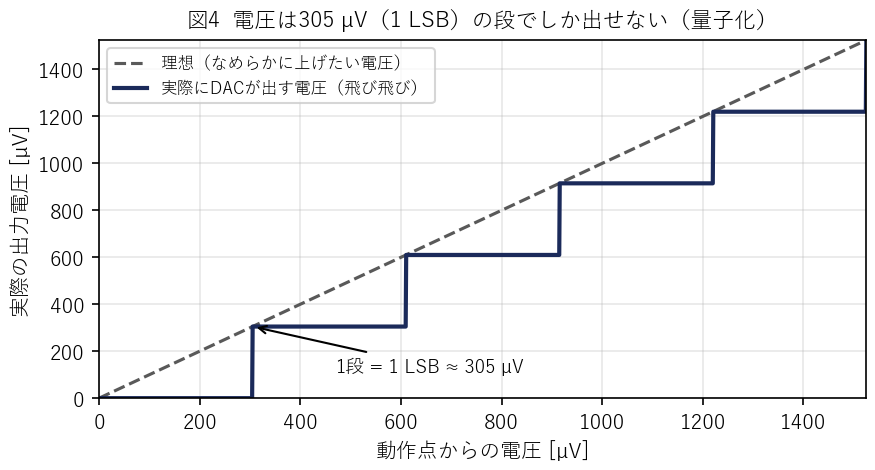 図4 電圧は305 µV（1 LSB）の段でしか出せない（量子化）
理想（なめらかに上げたい電圧）
実際にDACが出す電圧（飛び飛び）
実際の出力電圧 [µV]
1400
1200
1000
800
600
400
200
0
1段 = 1 LSB ≈ 305 µV
0 200 400 600 800 1000 1200 1400
動作点からの電圧 [µV]